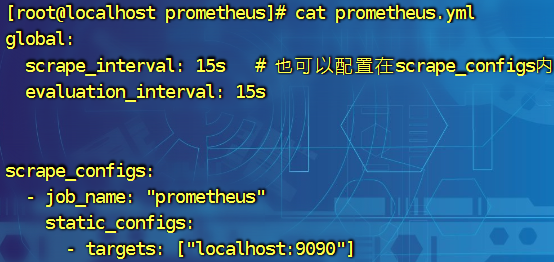 [root@localhost prometheus]# cat prometheus.yml
global:
  scrape_interval: 15s   # 也可以配置在scrape_configs内
  evaluation_interval: 15s
scrape_configs:
  - job_name: "prometheus"
    static_configs:
      - targets: ["localhost:9090"]